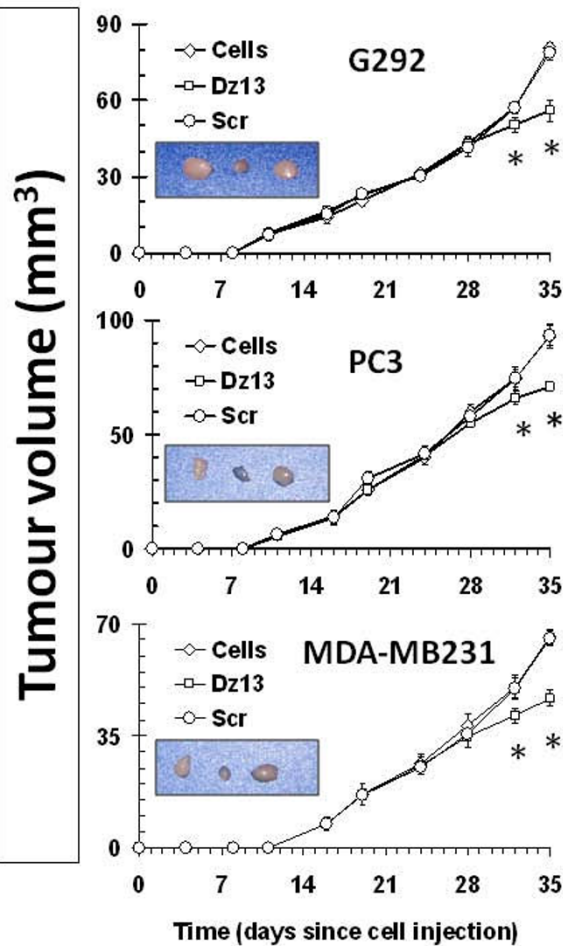 Tumour volume (mm3)
90
60
30
0
G292
Cells
Dz13
Scr
*
*
0 7 14 21 28 35
100
50
0
PC3
Cells
Dz13
Scr
*
*
0 7 14 21 28 35
70
35
0
MDA-MB231
Cells
Dz13
Scr
*
*
0 7 14 21 28 35
Time (days since cell injection)